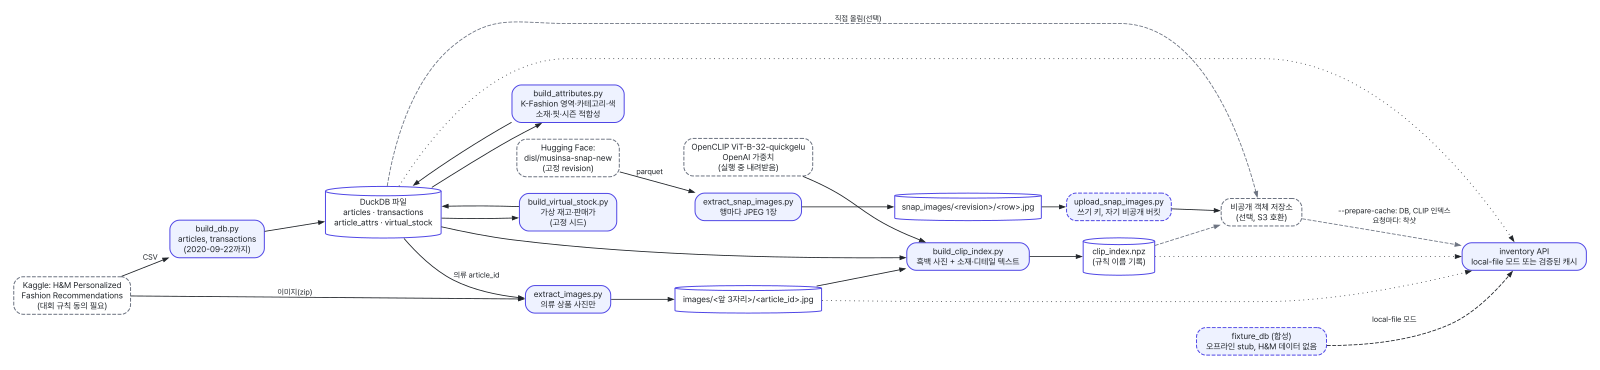 직접 올림(선택)
build_attributes.py
K-Fashion 영역·카테고리·색
소재·핏·시즌 적합성
Hugging Face:
disl/musinsa-snap-new
(고정 revision)
OpenCLIP ViT-B-32-quickgelu
OpenAI 가중치
(실행 중 내려받음)
parquet
DuckDB 파일
articles · transactions
article_attrs · virtual_stock
build_virtual_stock.py
가상 재고·판매가
(고정 시드)
extract_snap_images.py
행마다 JPEG 1장
snap_images/<revision>/<row>.jpg
upload_snap_images.py
쓰기 키, 자기 비공개 버킷
비공개 객체 저장소
(선택, S3 호환)
--prepare-cache: DB, CLIP 인덱스
요청마다: 착샷
build_db.py
articles, transactions
(2020-09-22까지)
CSV
build_clip_index.py
흑백 사진 + 소재·디테일 텍스트
clip_index.npz
(규칙 이름 기록)
inventory API
local-file 모드 또는 검증된 캐시
의류 article_id
Kaggle: H&M Personalized
Fashion Recommendations
(대회 규칙 동의 필요)
이미지(zip)
extract_images.py
의류 상품 사진만
images/<앞 3자리>/<article_id>.jpg
local-file 모드
fixture_db (합성)
오프라인 stub, H&M 데이터 없음